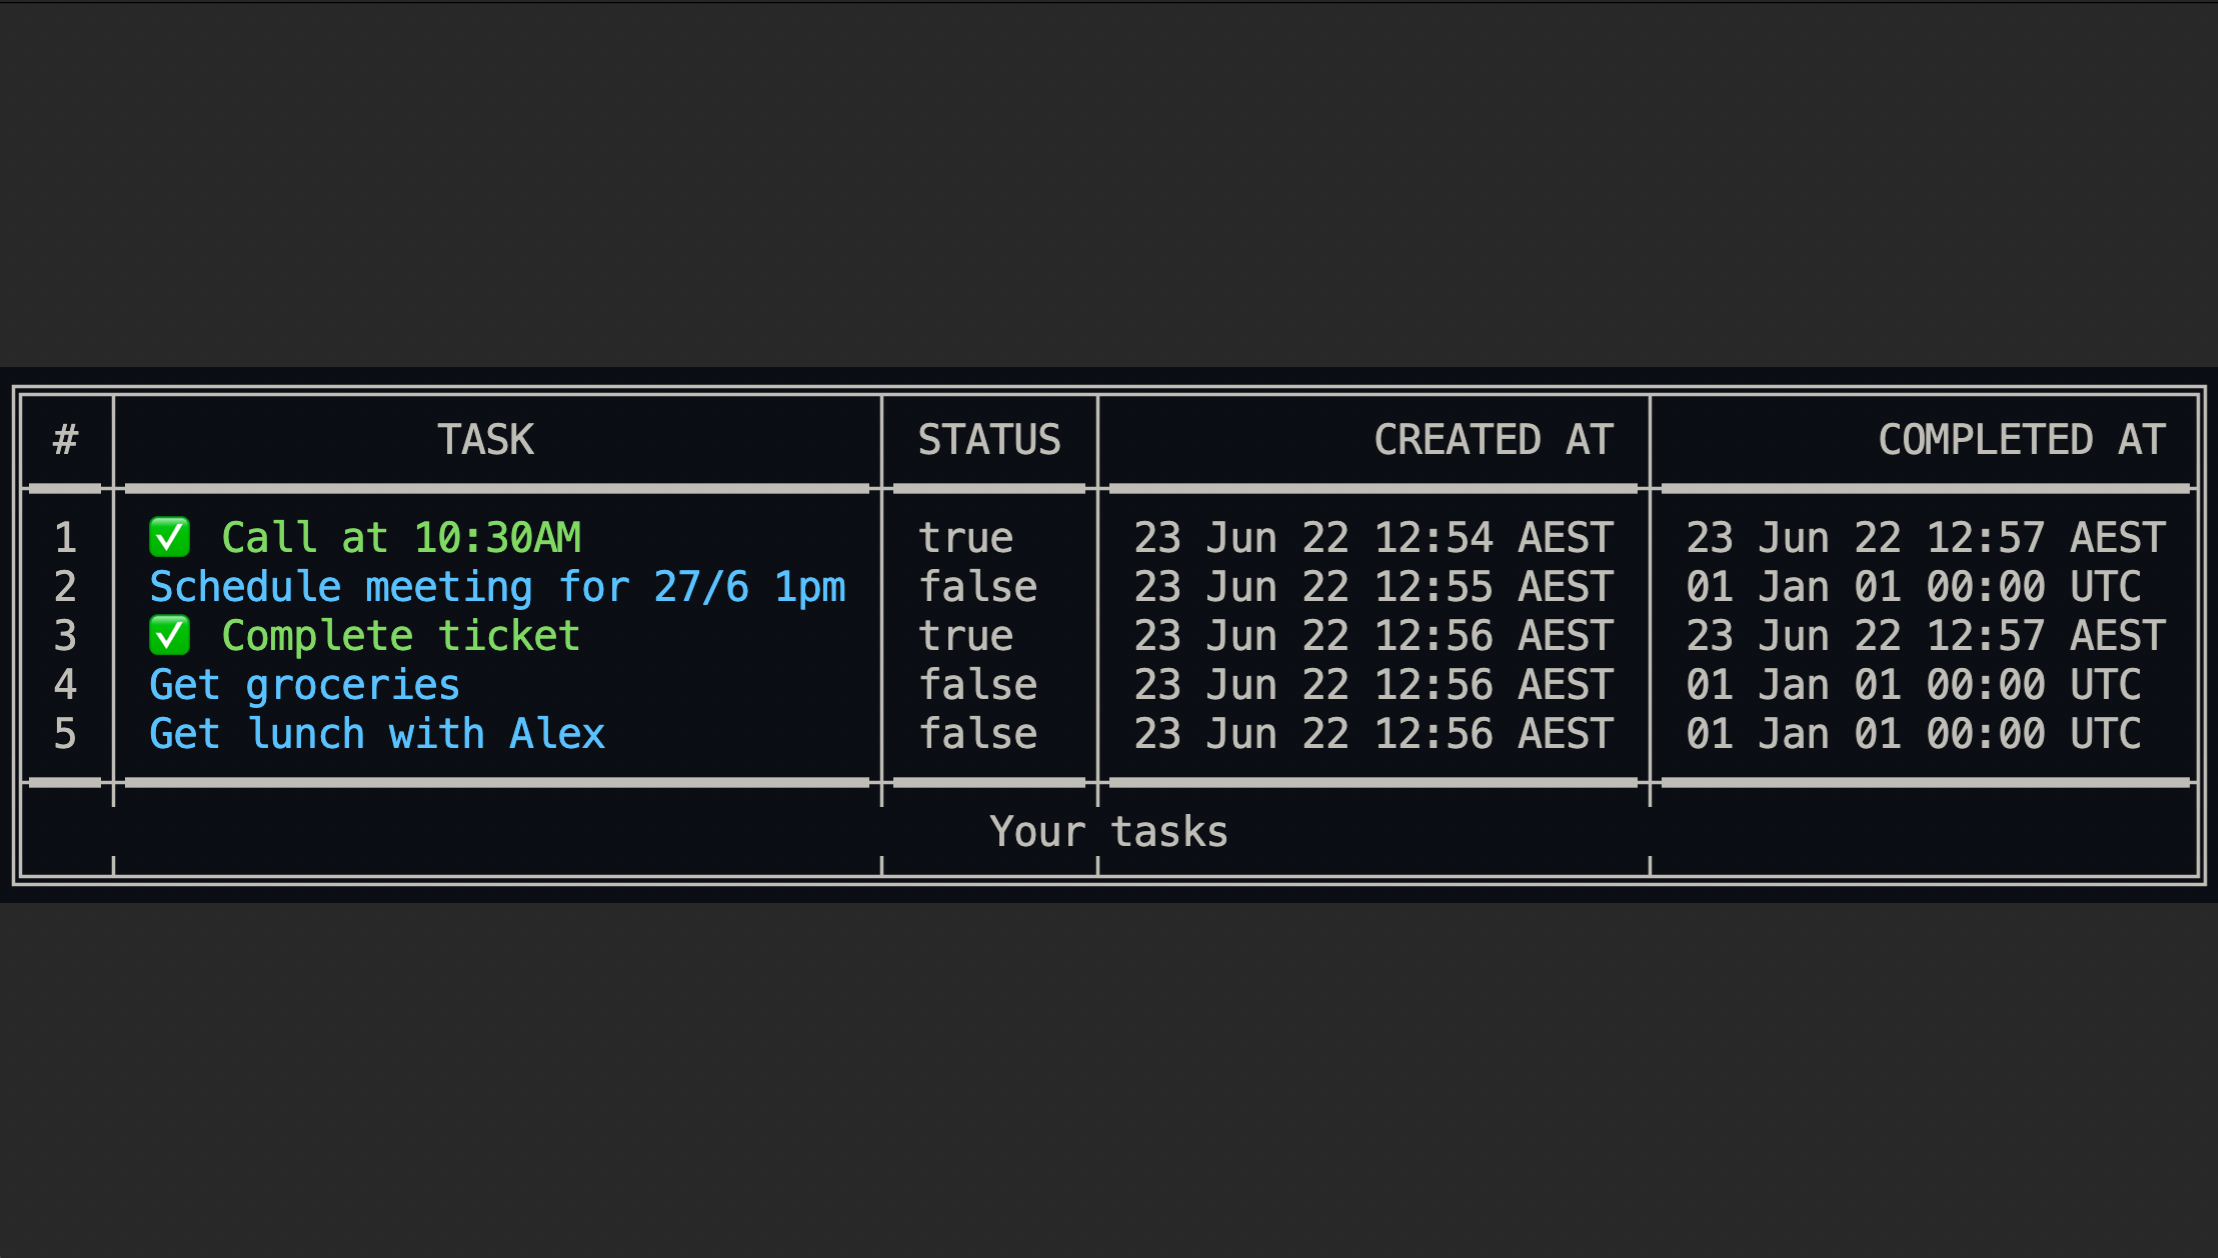 # TASK STATUS CREATED AT COMPLETED AT
1 ✅ Call at 10:30AM true 23 Jun 22 12:54 AEST 23 Jun 22 12:57 AEST
2 Schedule meeting for 27/6 1pm false 23 Jun 22 12:55 AEST 01 Jan 01 00:00 UTC
3 ✅ Complete ticket true 23 Jun 22 12:56 AEST 23 Jun 22 12:57 AEST
4 Get groceries false 23 Jun 22 12:56 AEST 01 Jan 01 00:00 UTC
5 Get lunch with Alex false 23 Jun 22 12:56 AEST 01 Jan 01 00:00 UTC
Your tasks